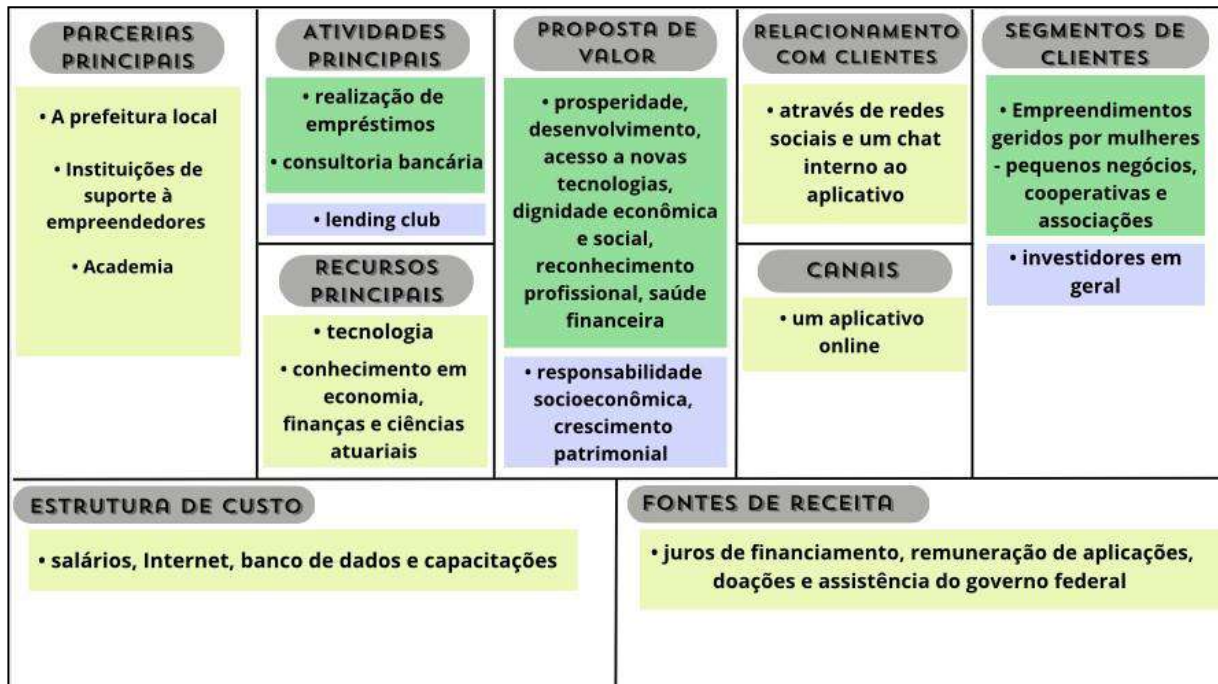 PARCERIAS
PRINCIPAIS
• A prefeitura local
• Instituições de
suporte à
empreendedores
• Academia
ATIVIDADES
PRINCIPAIS
• realização de
empréstimos
• consultoria bancária
• lending club
RECURSOS
PRINCIPAIS
• tecnologia
• conhecimento em
economia,
finanças e ciências
atuariais
PROPOSTA DE
VALOR
• prosperidade,
desenvolvimento,
acesso a novas
tecnologias,
dignidade econômica
e social,
reconhecimento
profissional, saúde
financeira
• responsabilidade
socioeconômica,
crescimento
patrimonial
RELACIONAMENTO
COM CLIENTES
• através de redes
sociais e um chat
interno ao
aplicativo
CANAIS
• um aplicativo
online
SEGMENTOS DE
CLIENTES
• Empreendimentos
geridos por mulheres
- pequenos negócios,
cooperativas e
associações
• investidores em
geral
ESTRUTURA DE CUSTO
• salários, Internet, banco de dados e capacitações
FONTES DE RECEITA
• juros de financiamento, remuneração de aplicações,
doações e assistência do governo federal